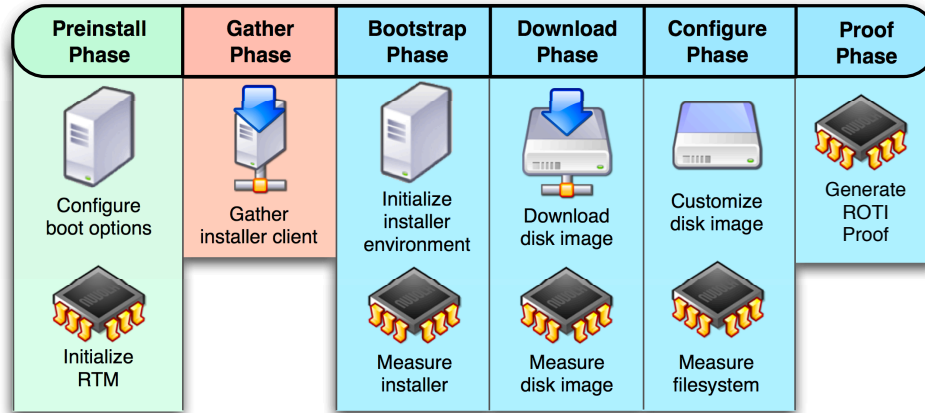 Preinstall
Phase
Gather
Phase
Bootstrap
Phase
Download
Phase
Configure
Phase
Proof
Phase
Configure
boot options
Initialize
RTM
Gather
installer client
Initialize
installer
environment
Measure
installer
Download
disk image
Measure
disk image
Customize
disk image
Measure
filesystem
Generate
ROTI
Proof